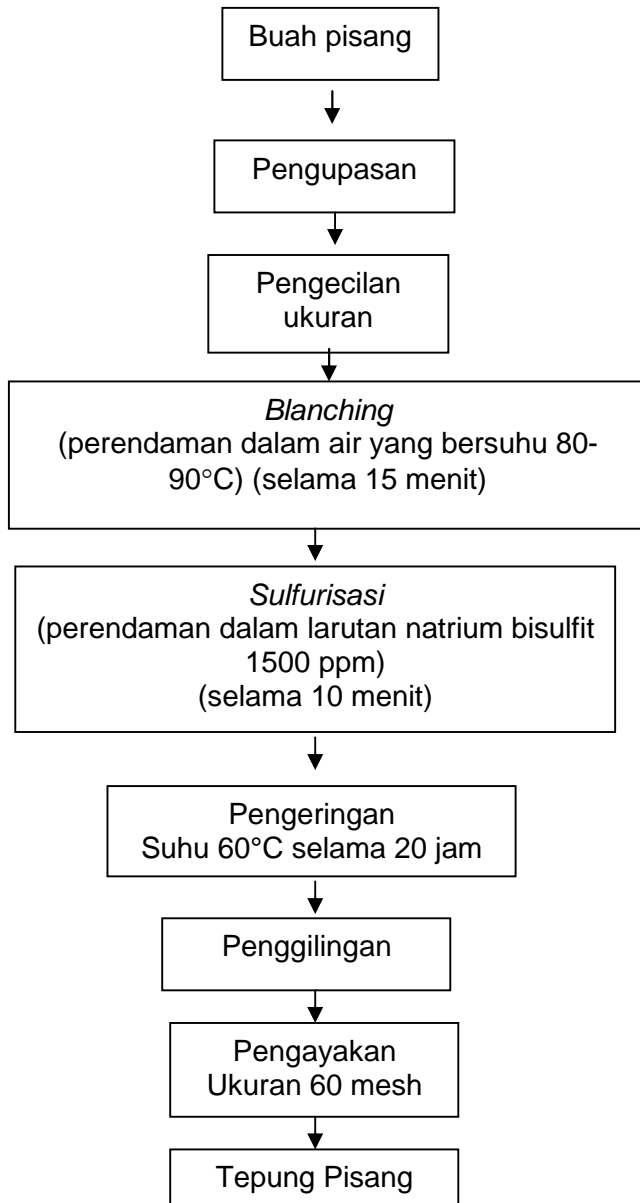 Buah pisang
Pengupasan
Pengecilan
ukuran
Blanching
(perendaman dalam air yang bersuhu 80-
90°C) (selama 15 menit)
Sulfurisasi
(perendaman dalam larutan natrium bisulfit
1500 ppm)
(selama 10 menit)
Pengeringan
Suhu 60°C selama 20 jam
Penggilingan
Pengayakan
Ukuran 60 mesh
Tepung Pisang